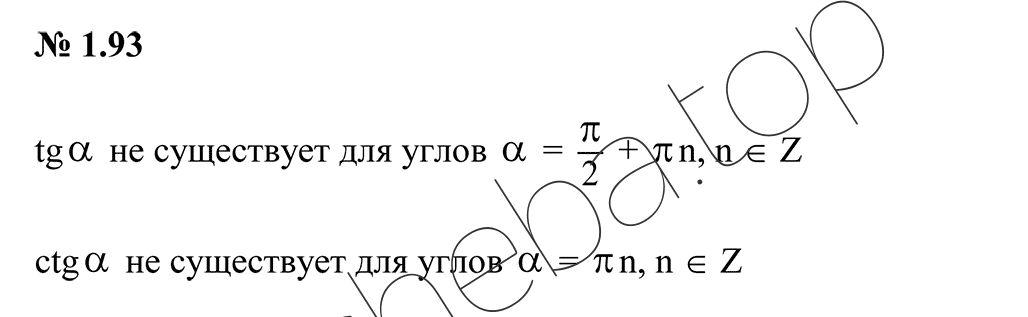 № 1.93
tg α не существует для углов α = π/2 + πn, n ∈ Z
ctg α не существует для углов α = πn, n ∈ Z